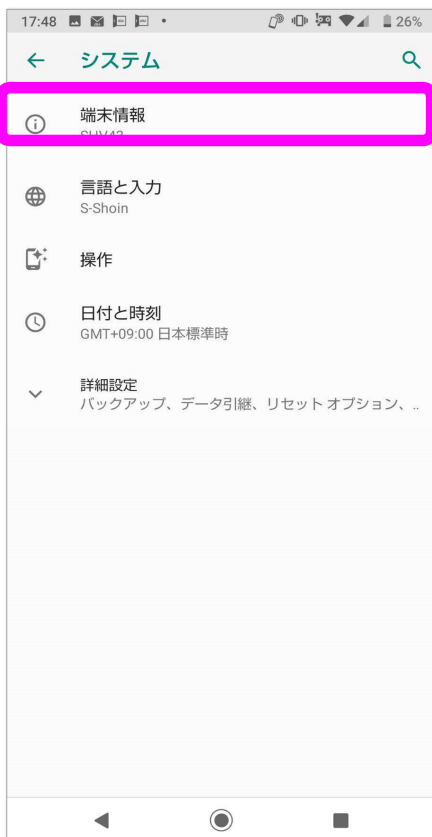 17:48 26%
システム
端末情報
SHV43
言語と入力
S-Shoin
操作
日付と時刻
GMT+09:00 日本標準時
詳細設定
バックアップ、データ引継、リセット オプション、..